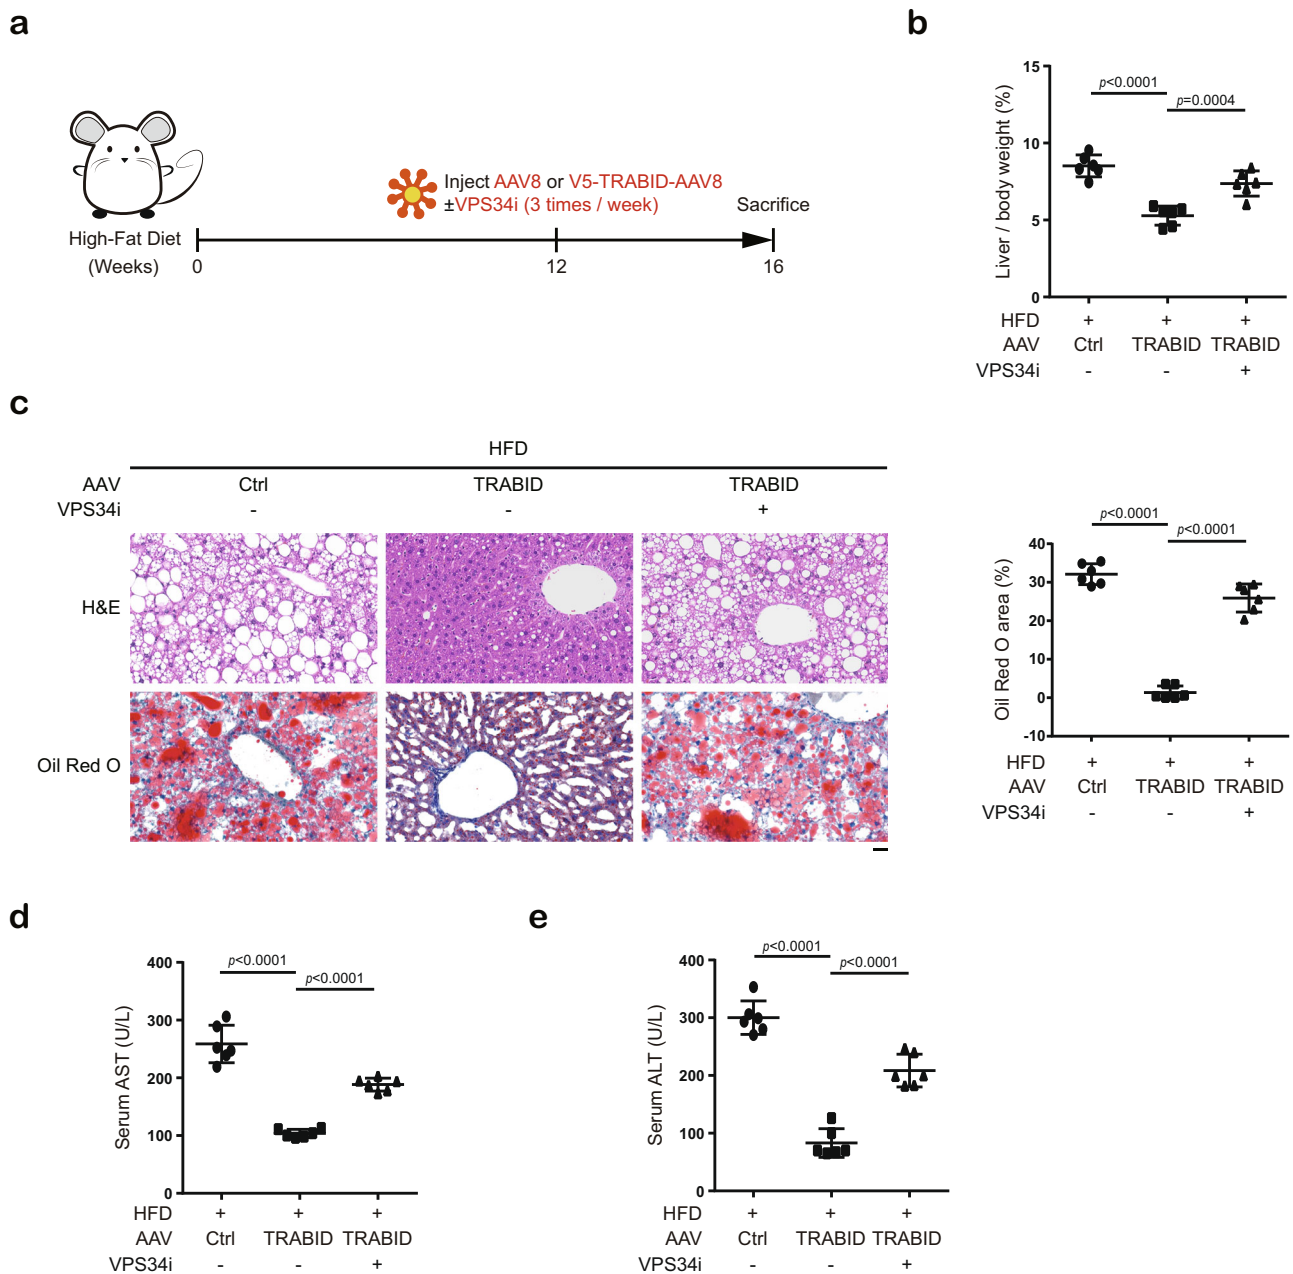 a
Inject AAV8 or V5-TRABID-AAV8
±VPS34i (3 times / week)
Sacrifice
High-Fat Diet
(Weeks)
0
12
16
b
Liver / body weight (%)
15
10
5
0
p<0.0001
p=0.0004
HFD + + +
AAV Ctrl TRABID TRABID
VPS34i - - +
c
HFD
AAV Ctrl TRABID TRABID
VPS34i - - +
H&E
Oil Red O
Oil Red O area (%)
40
30
20
10
0
-10
p<0.0001
p<0.0001
HFD + + +
AAV Ctrl TRABID TRABID
VPS34i - - +
d
Serum AST (U/L)
400
300
200
100
0
p<0.0001
p<0.0001
HFD + + +
AAV Ctrl TRABID TRABID
VPS34i - - +
e
Serum ALT (U/L)
400
300
200
100
0
p<0.0001
p<0.0001
HFD + + +
AAV Ctrl TRABID TRABID
VPS34i - - +